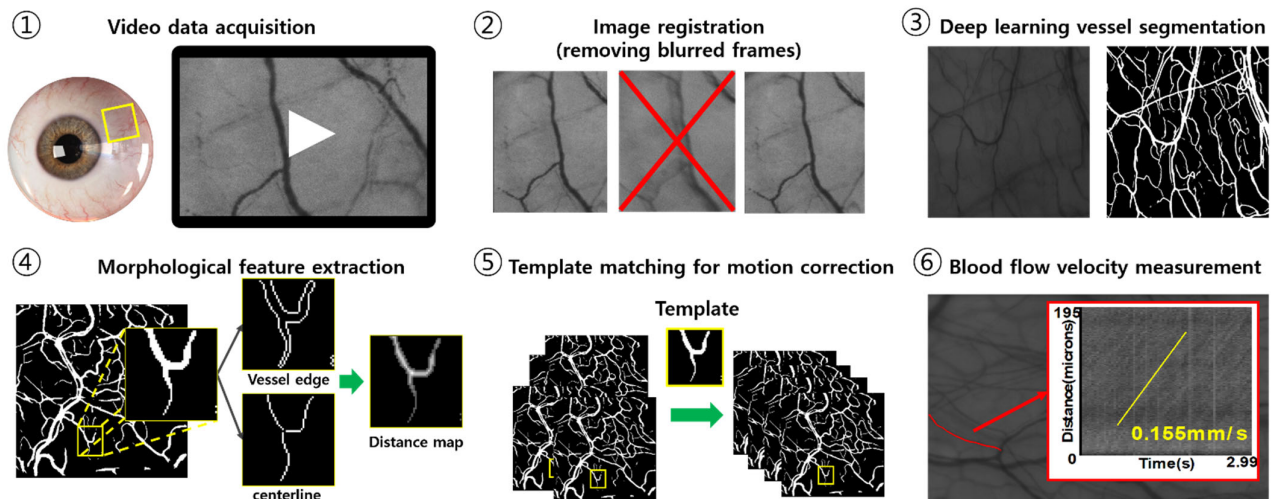 ① Video data acquisition
② Image registration
(removing blurred frames)
③ Deep learning vessel segmentation
④ Morphological feature extraction
Vessel edge
centerline
Distance map
⑤ Template matching for motion correction
Template
⑥ Blood flow velocity measurement
195
Distance(microns)
0.155mm/s
0
Time(s)
2.99